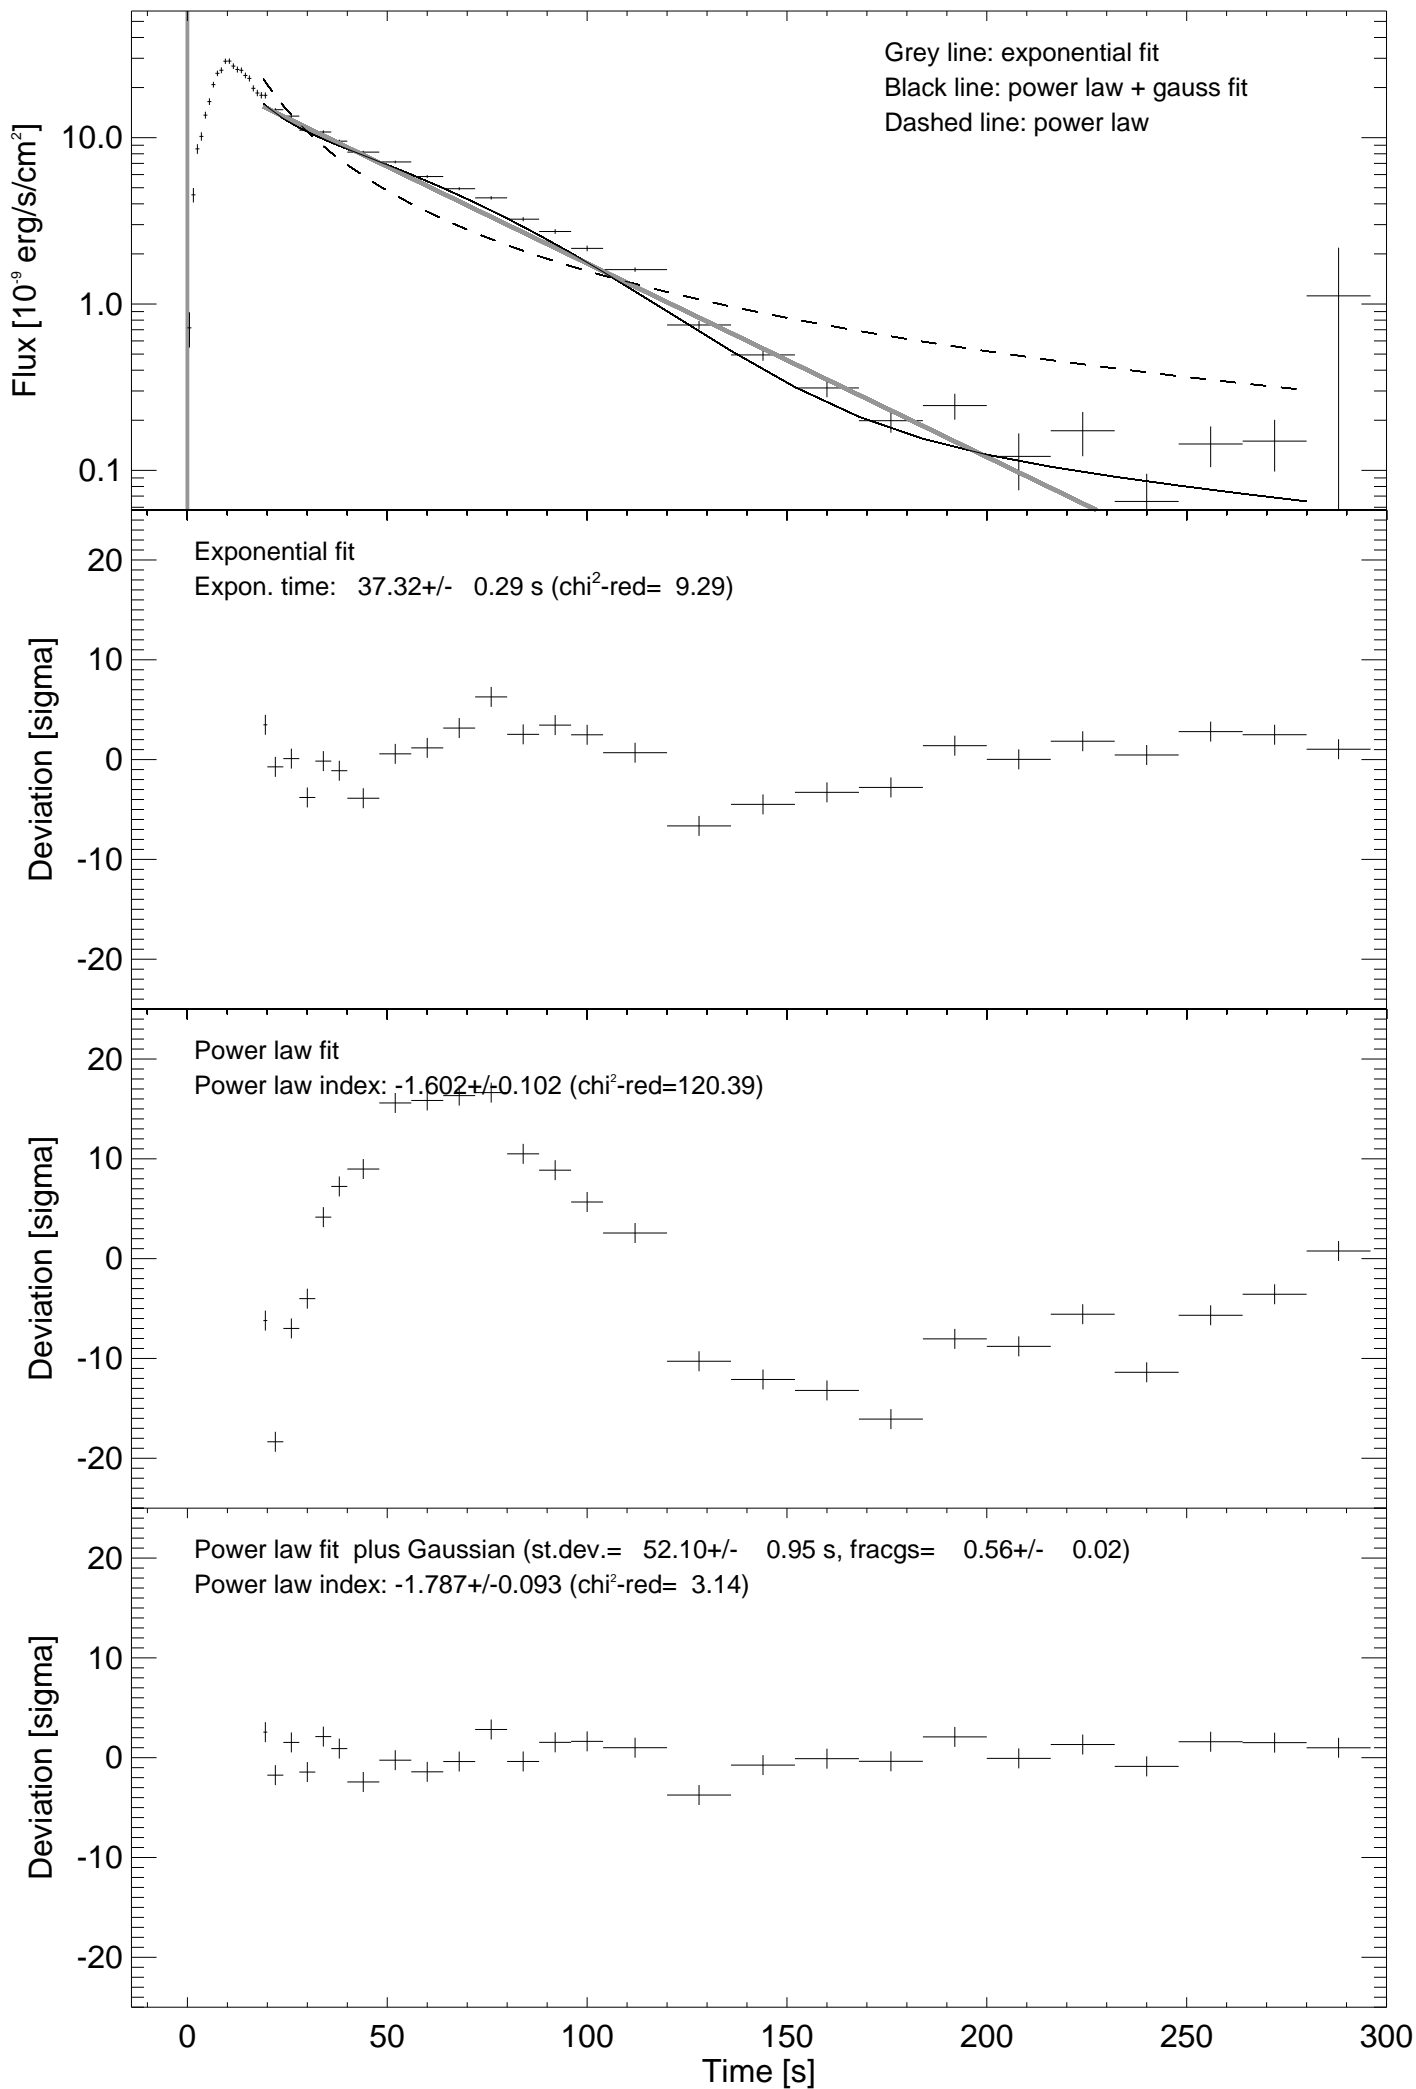 Grey line: exponential fit
Black line: power law + gauss fit
Dashed line: power law
Flux [10⁻⁹ erg/s/cm²]
10.0
1.0
0.1
Exponential fit
Expon. time: 37.32+/- 0.29 s (chi²-red= 9.29)
Deviation [sigma]
20
10
0
-10
-20
Power law fit
Power law index: -1.602+/-0.102 (chi²-red=120.39)
Deviation [sigma]
20
10
0
-10
-20
Power law fit plus Gaussian (st.dev.= 52.10+/- 0.95 s, fracgs= 0.56+/- 0.02)
Power law index: -1.787+/-0.093 (chi²-red= 3.14)
Deviation [sigma]
20
10
0
-10
-20
0 50 100 150 200 250 300
Time [s]